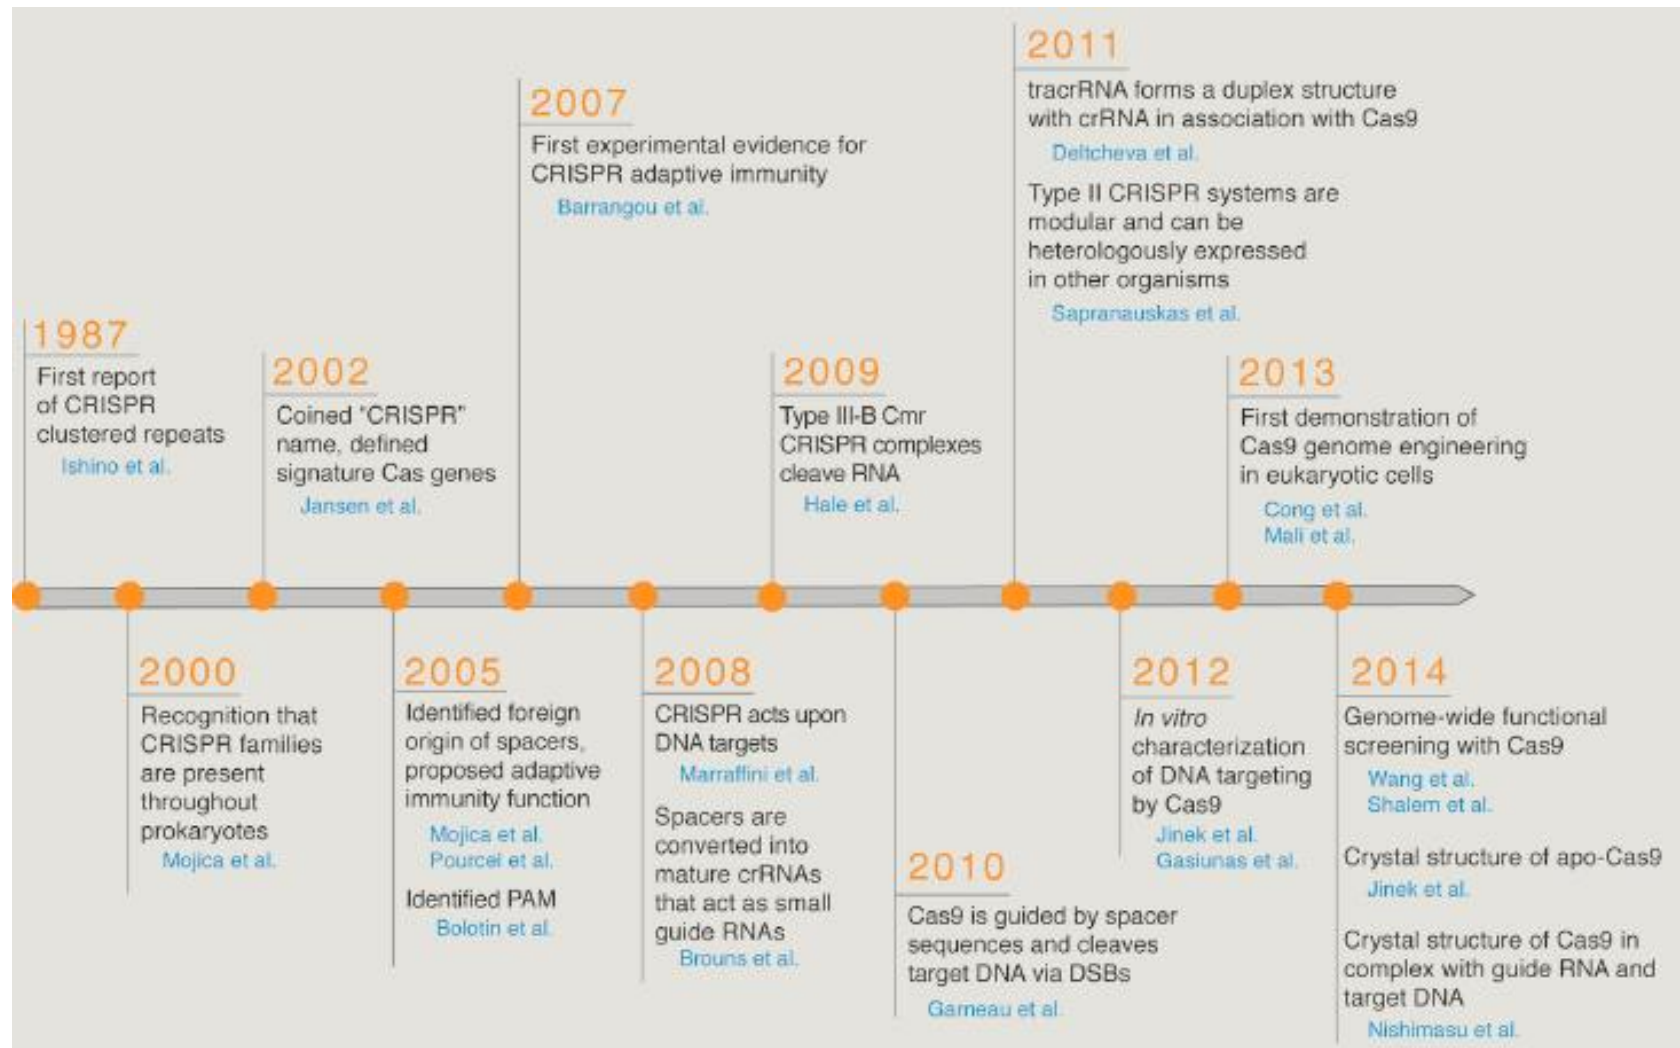 1987
First report
of CRISPR
clustered repeats
Ishino et al.
2000
Recognition that
CRISPR families
are present
throughout
prokaryotes
Mojica et al.
2002
Coined "CRISPR"
name, defined
signature Cas genes
Jansen et al.
2005
Identified foreign
origin of spacers,
proposed adaptive
immunity function
Mojica et al.
Pourcel et al.
Identified PAM
Bolotin et al.
2007
First experimental evidence for
CRISPR adaptive immunity
Barrangou et al.
2008
CRISPR acts upon
DNA targets
Marraffini et al.
Spacers are
converted into
mature crRNAs
that act as small
guide RNAs
Brouns et al.
2009
Type III-B Cmr
CRISPR complexes
cleave RNA
Hale et al.
2010
Cas9 is guided by spacer
sequences and cleaves
target DNA via DSBs
Garneau et al.
2011
tracrRNA forms a duplex structure
with crRNA in association with Cas9
Deltcheva et al.
Type II CRISPR systems are
modular and can be
heterologously expressed
in other organisms
Sapranauskas et al.
2012
In vitro
characterization
of DNA targeting
by Cas9
Jinek et al.
Gasiunas et al.
2013
First demonstration of
Cas9 genome engineering
in eukaryotic cells
Cong et al.
Mali et al.
2014
Genome-wide functional
screening with Cas9
Wang et al.
Shalem et al.
Crystal structure of apo-Cas9
Jinek et al.
Crystal structure of Cas9 in
complex with guide RNA and
target DNA
Nishimasu et al.